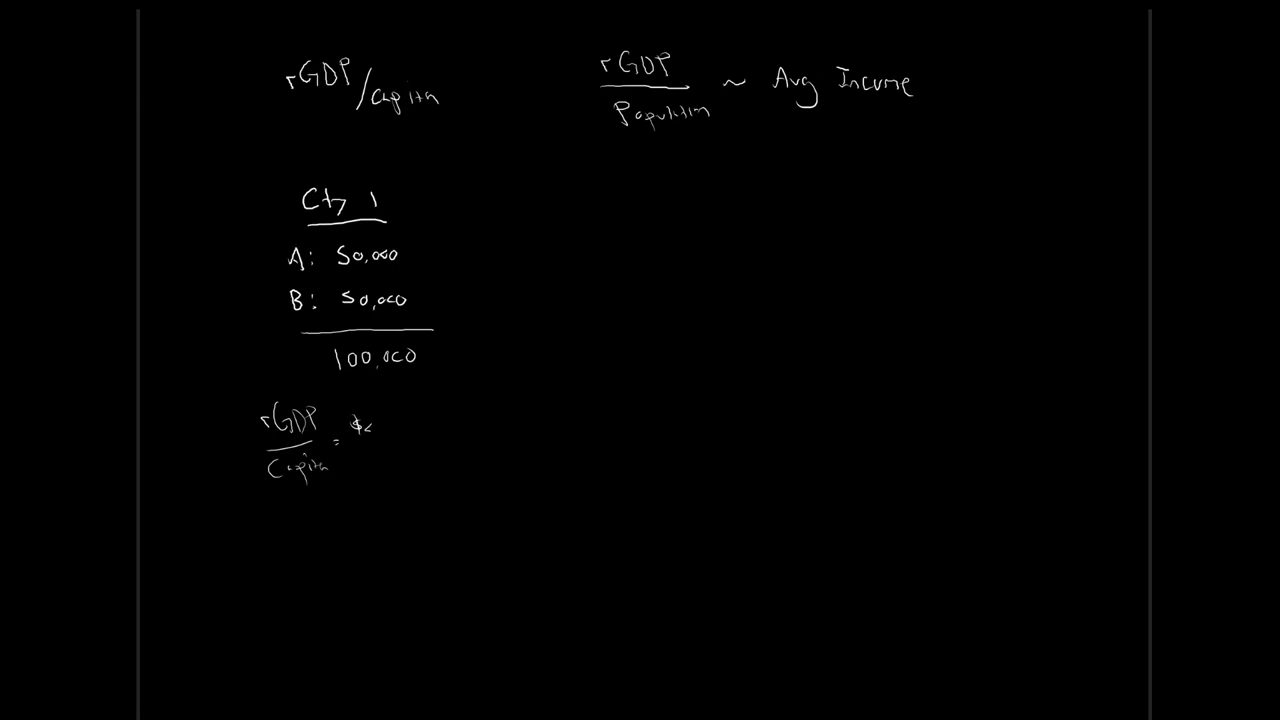 rGDP/Capita
rGDP
Population
~ Avg Income
Cty 1
A: 50,000
B: 50,000
100,000
rGDP
Capita
= $